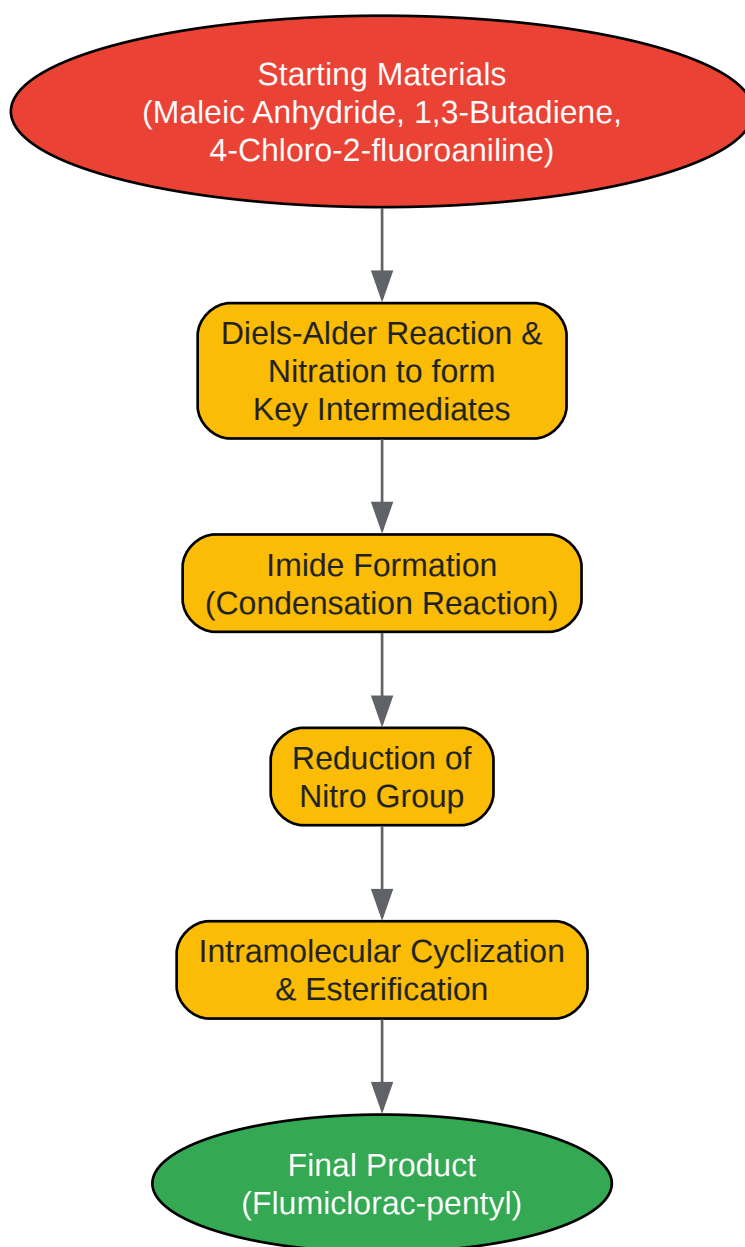 Starting Materials
(Maleic Anhydride, 1,3-Butadiene,
4-Chloro-2-fluoroaniline)
Diels-Alder Reaction &
Nitration to form
Key Intermediates
Imide Formation
(Condensation Reaction)
Reduction of
Nitro Group
Intramolecular Cyclization
& Esterification
Final Product
(Flumiclorac-pentyl)